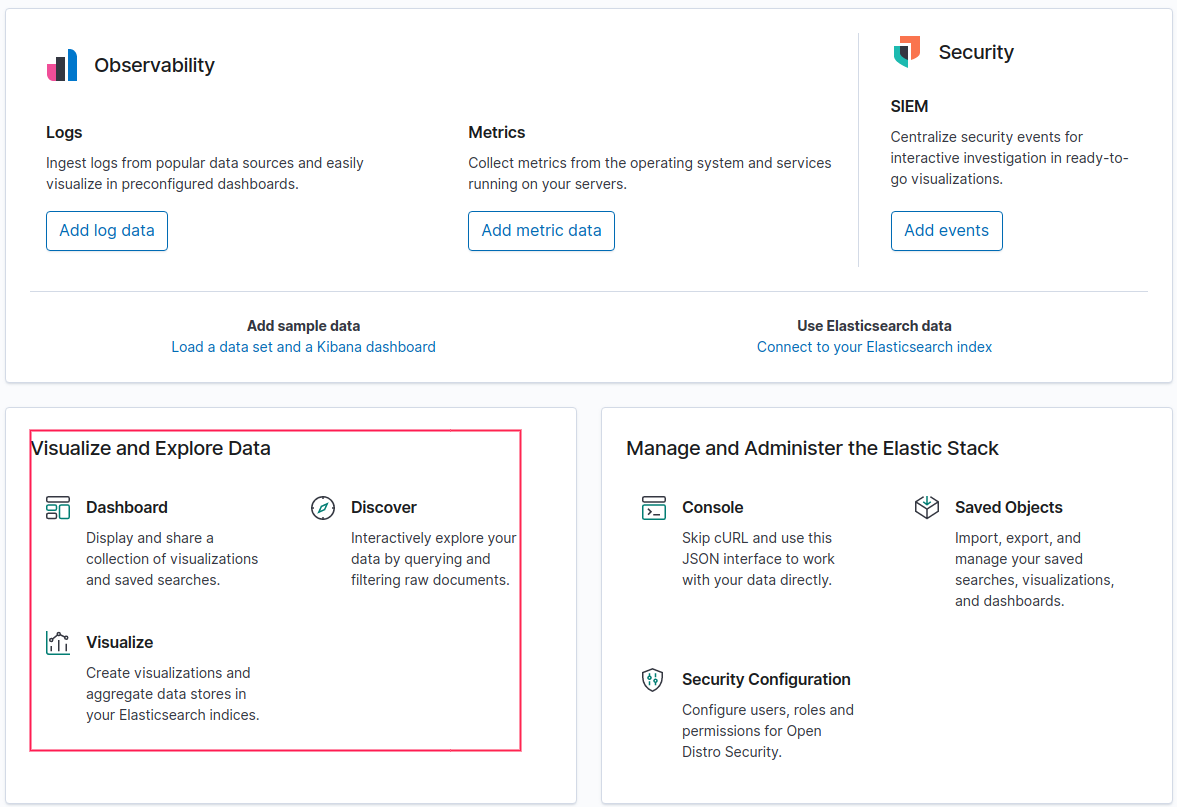 Observability
Logs
Ingest logs from popular data sources and easily
visualize in preconfigured dashboards.
Add log data
Metrics
Collect metrics from the operating system and services
running on your servers.
Add metric data
Security
SIEM
Centralize security events for
interactive investigation in ready-to-
go visualizations.
Add events
Add sample data
Load a data set and a Kibana dashboard
Use Elasticsearch data
Connect to your Elasticsearch index
Visualize and Explore Data
Dashboard
Display and share a
collection of visualizations
and saved searches.
Discover
Interactively explore your
data by querying and
filtering raw documents.
Visualize
Create visualizations and
aggregate data stores in
your Elasticsearch indices.
Manage and Administer the Elastic Stack
Console
Skip cURL and use this
JSON interface to work
with your data directly.
Saved Objects
Import, export, and
manage your saved
searches, visualizations,
and dashboards.
Security Configuration
Configure users, roles and
permissions for Open
Distro Security.